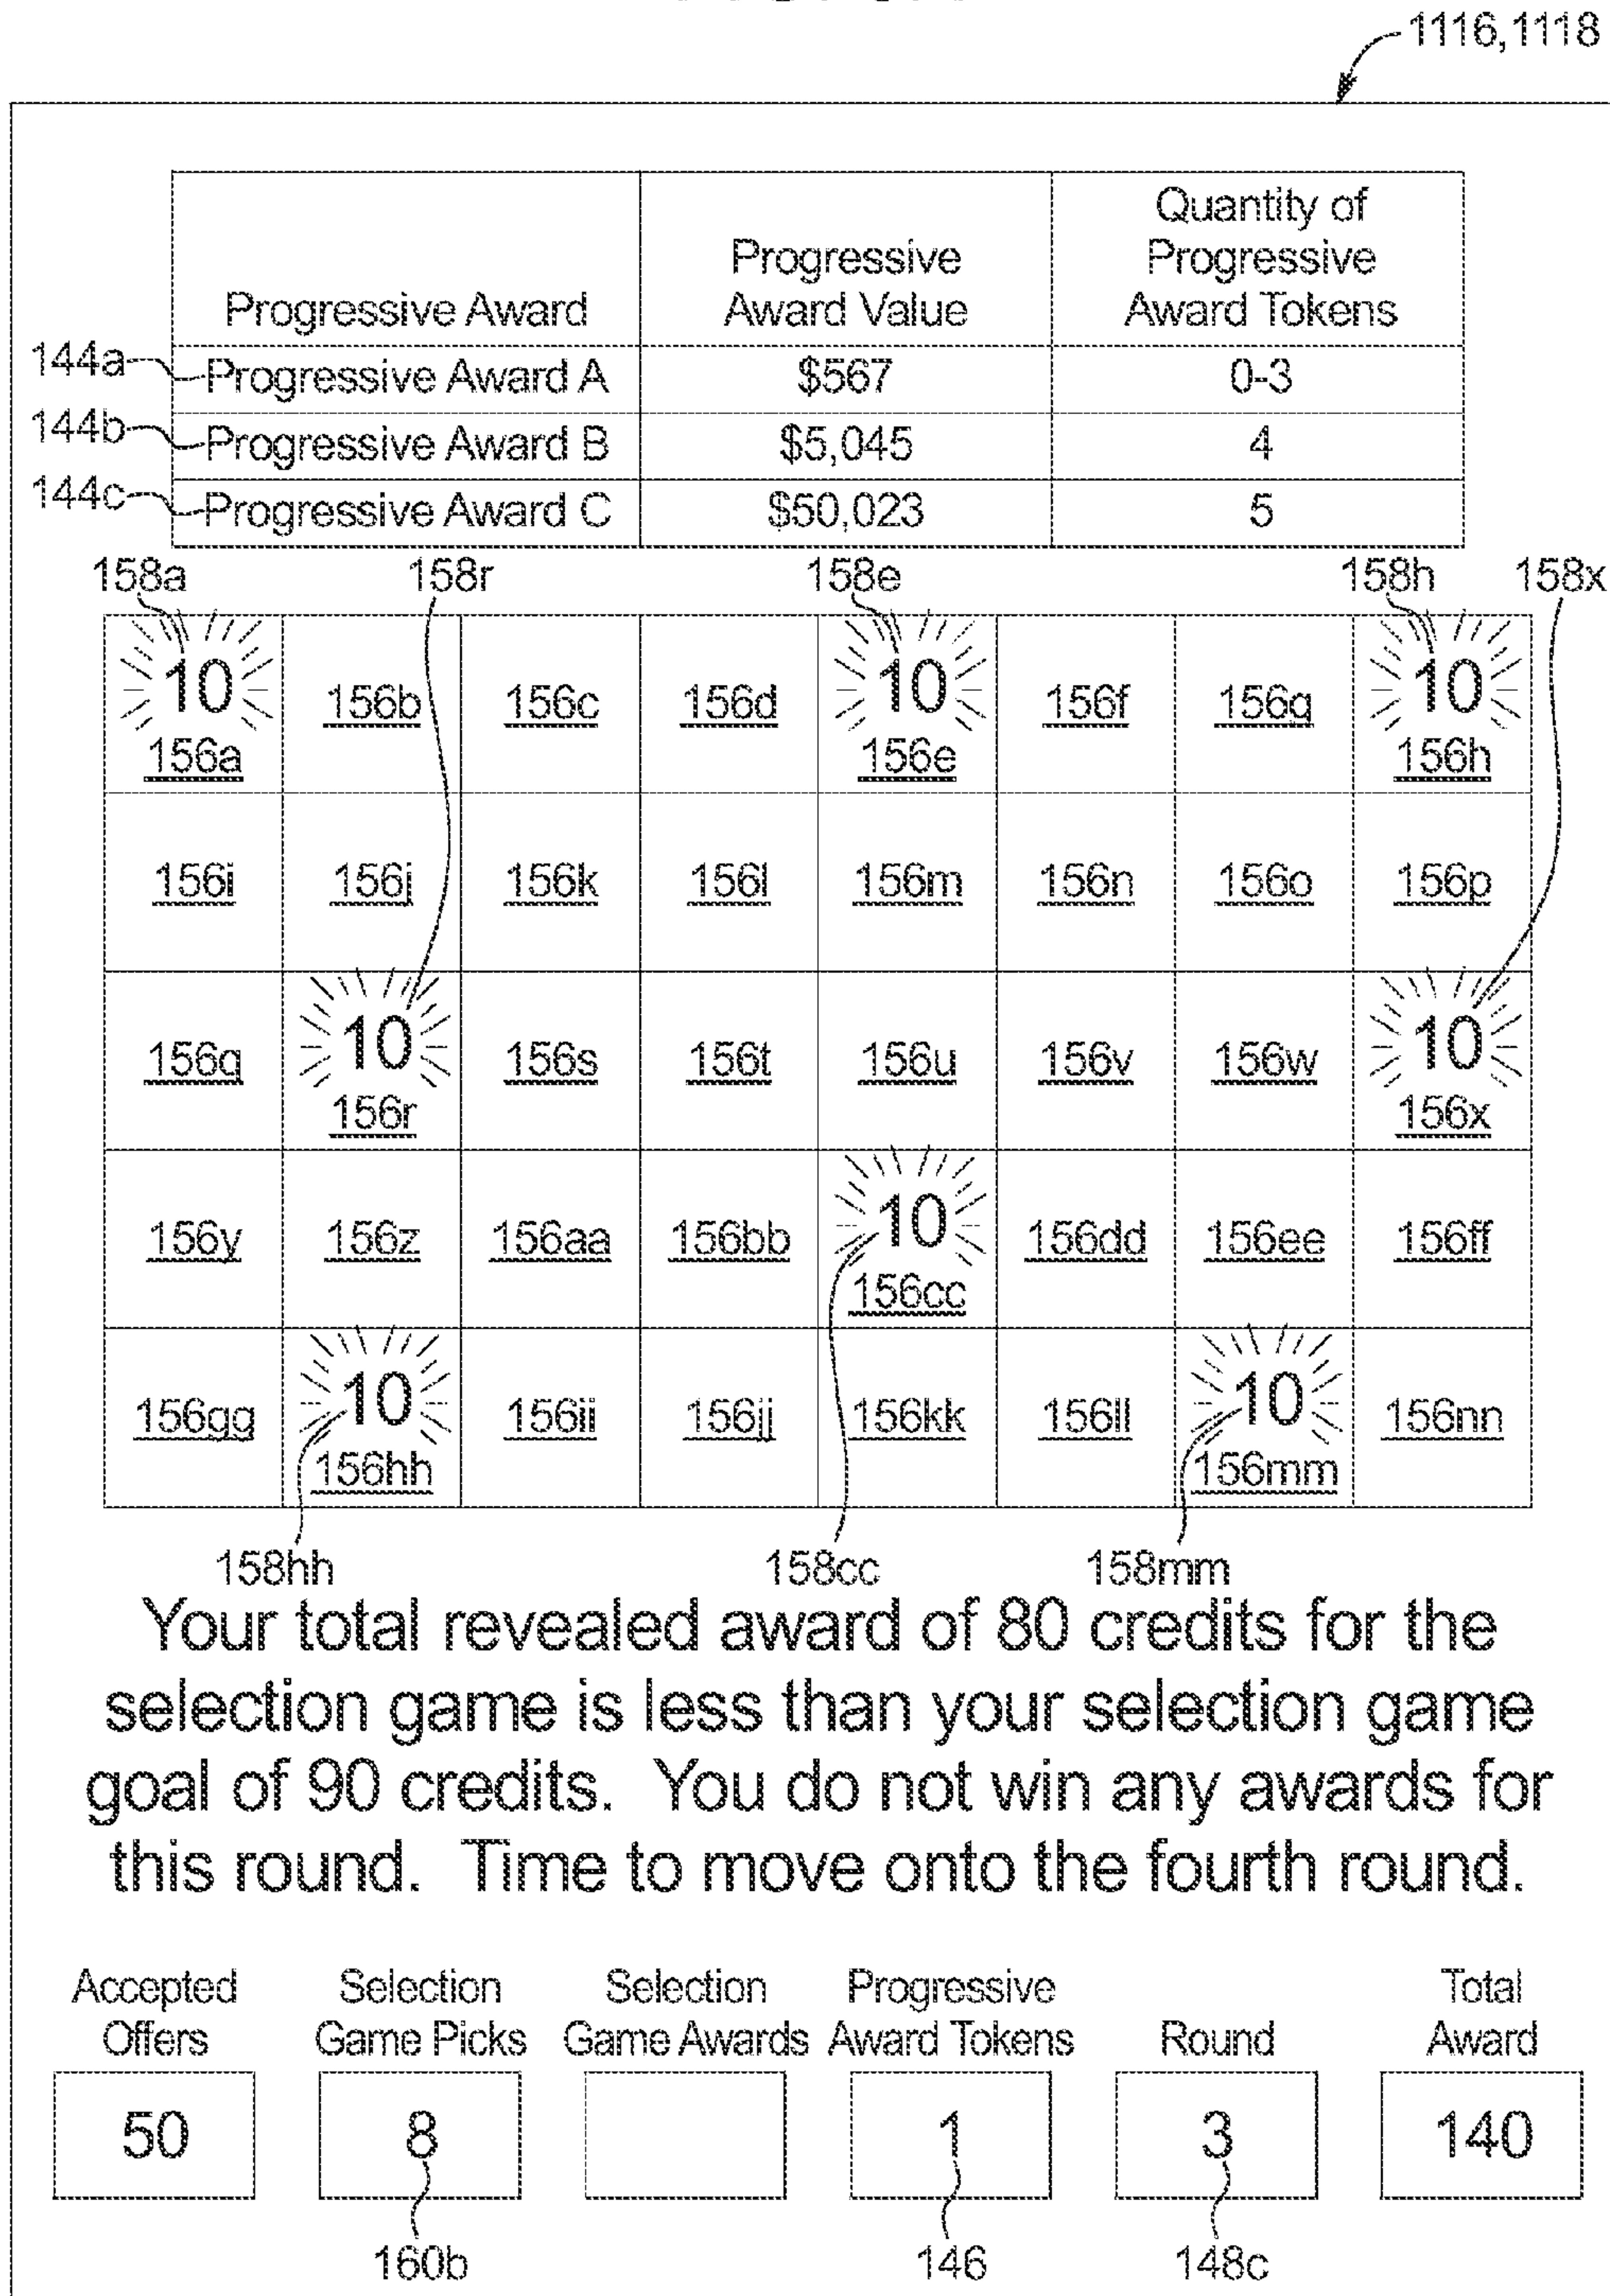 1116,1118
Quantity of
Progressive Progressive
Progressive Award Award Value Award Tokens
144a Progressive Award A $567 0-3
144b Progressive Award B $5,045 4
144c Progressive Award C $50,023 5
158a 158r 158e 158h 158x
10 10 10
156b 156c 156d 156f 156g
156a 156e 156h
156i 156j 156k 156l 156m 156n 156o 156p
10 10
156q 156s 156t 156u 156v 156w
156r 156x
10
156y 156z 156aa 156bb 156dd 156ee 156ff
156cc
10 10
156gg 156ii 156jj 156kk 156ll 156nn
156hh 156mm
158hh 158cc 158mm
Your total revealed award of 80 credits for the
selection game is less than your selection game
goal of 90 credits. You do not win any awards for
this round. Time to move onto the fourth round.
Accepted Selection Selection Progressive Total
Offers Game Picks Game Awards Award Tokens Round Award
50 8 1 3 140
160b 146 148c